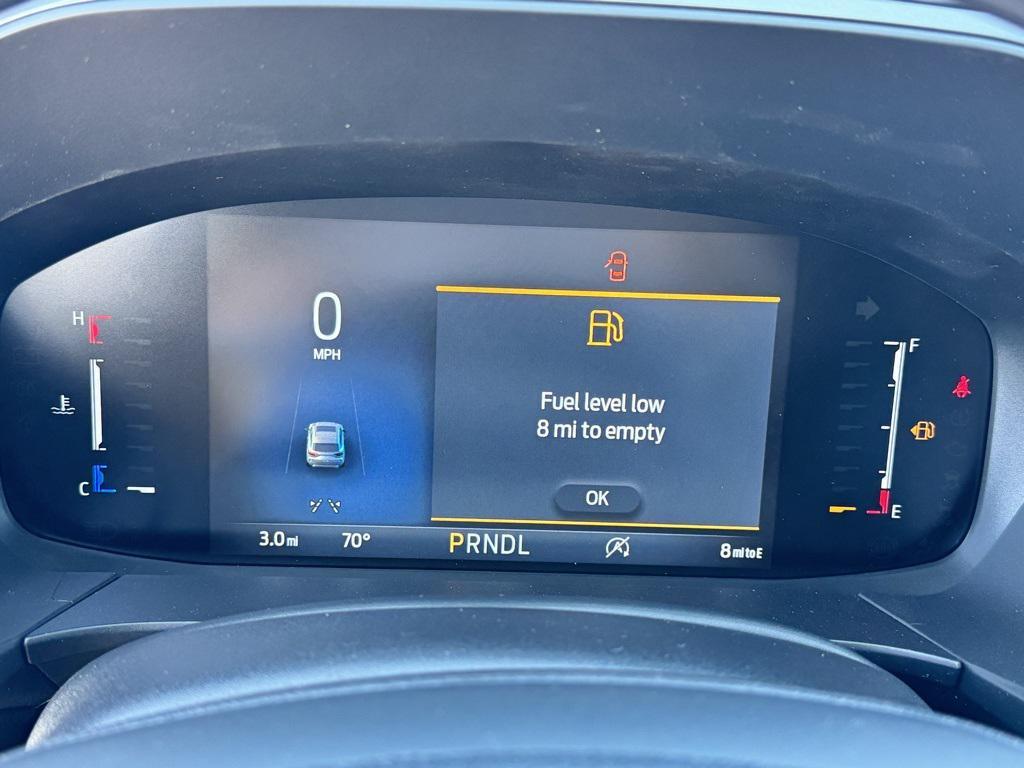 H
C
0
MPH
Fuel level low
8 mi to empty
OK
3.0 mi 70° PRNDL 8 mi to E
F
E